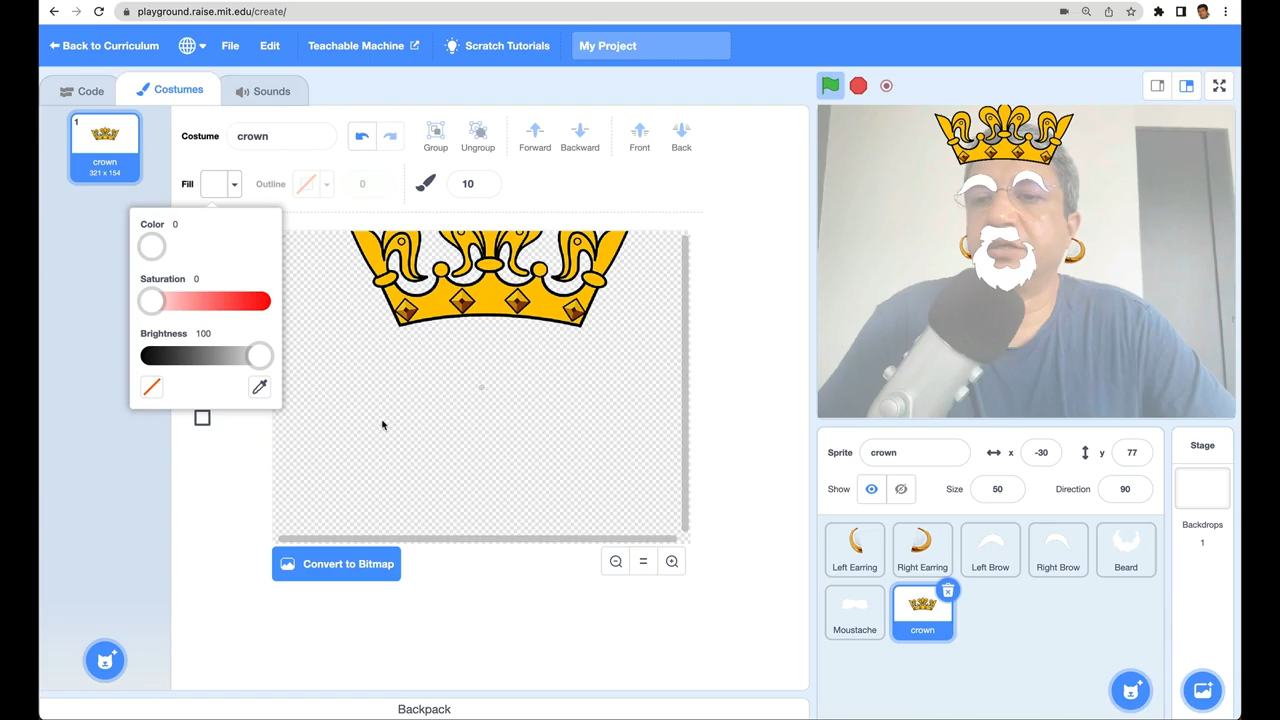 playground.raise.mit.edu/create/
Back to Curriculum File Edit Teachable Machine Scratch Tutorials My Project
Code Costumes Sounds
1
crown
321 x 154
Costume crown Group Ungroup Forward Backward Front Back
Fill Outline 0 10
Color 0
Saturation 0
Brightness 100
Convert to Bitmap
Sprite crown x -30 y 77
Show Size 50 Direction 90
Left Earring Right Earring Left Brow Right Brow Beard
Moustache crown
Stage
Backdrops
1
Backpack